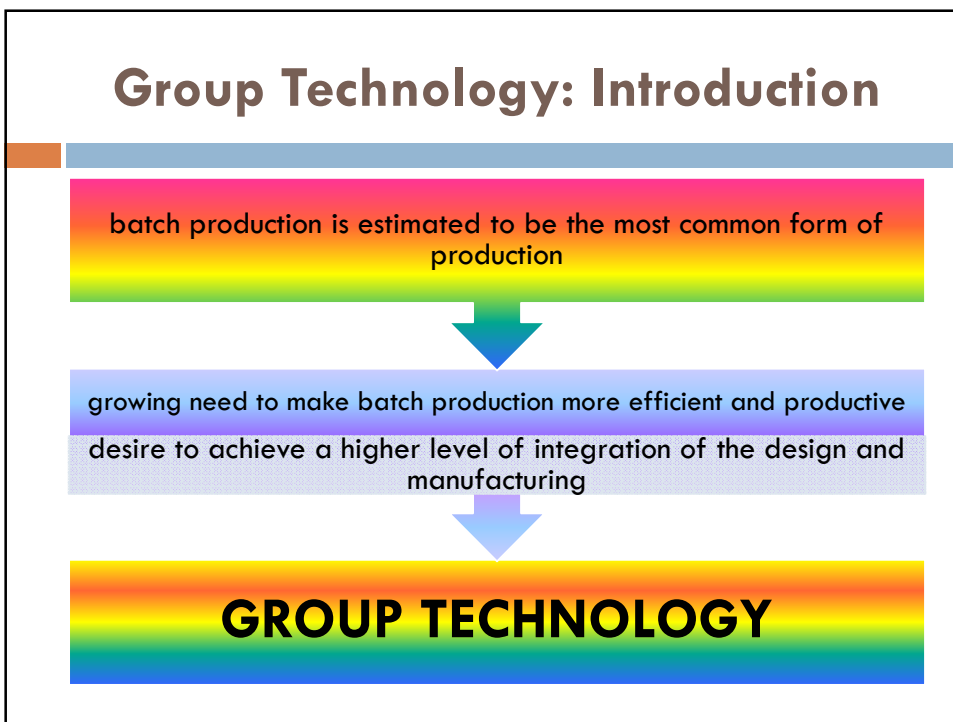 Group Technology: Introduction
batch production is estimated to be the most common form of
production
growing need to make batch production more efficient and productive
desire to achieve a higher level of integration of the design and
manufacturing
GROUP TECHNOLOGY